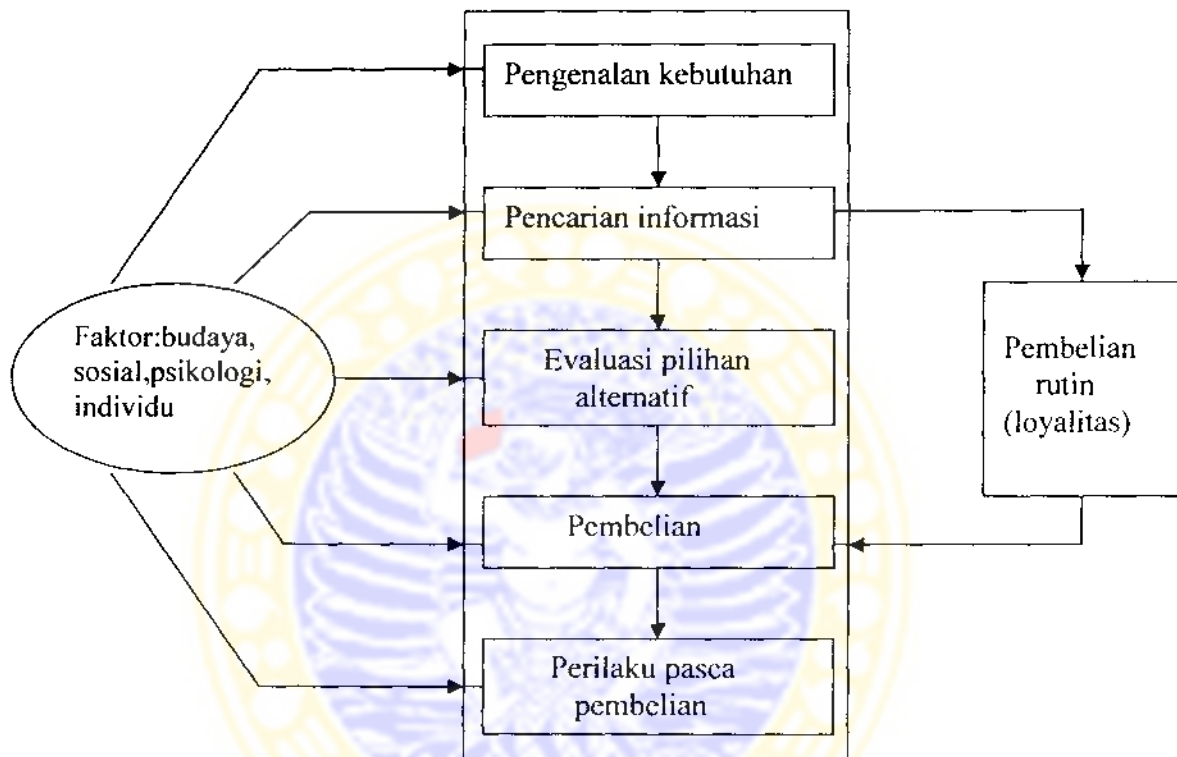 Pengenalan kebutuhan
Pencarian informasi
Faktor:budaya,
sosial,psikologi,
individu
Evaluasi pilihan
alternatif
Pembelian
rutin
(loyalitas)
Pembelian
Perilaku pasca
pembelian